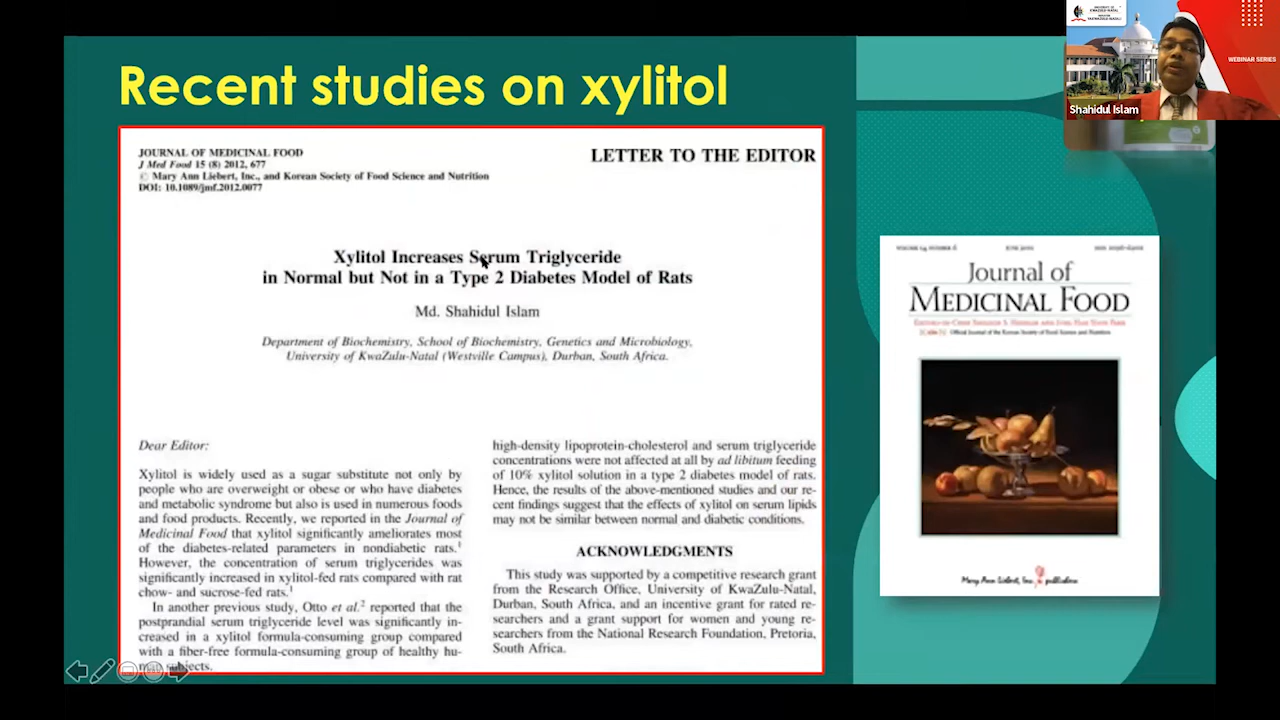 Recent studies on xylitol
JOURNAL OF MEDICINAL FOOD
J Med Food 15 (8) 2012, 677
© Mary Ann Liebert, Inc., and Korean Society of Food Science and Nutrition
DOI: 10.1089/jmf.2012.0077
LETTER TO THE EDITOR
Xylitol Increases Serum Triglyceride
in Normal but Not in a Type 2 Diabetes Model of Rats
Md. Shahidul Islam
Department of Biochemistry, School of Biochemistry, Genetics and Microbiology,
University of KwaZulu-Natal (Westville Campus), Durban, South Africa.
Dear Editor:
Xylitol is widely used as a sugar substitute not only by
people who are overweight or obese or who have diabetes
and metabolic syndrome but also is used in numerous foods
and food products. Recently, we reported in the Journal of
Medicinal Food that xylitol significantly ameliorates most
of the diabetes-related parameters in nondiabetic rats.1
However, the concentration of serum triglycerides was
significantly increased in xylitol-fed rats compared with rat
chow- and sucrose-fed rats.1
In another previous study, Otto et al.2 reported that the
postprandial serum triglyceride level was significantly in-
creased in a xylitol formula-consuming group compared
with a fiber-free formula-consuming group of healthy hu-
subjects.
high-density lipoprotein-cholesterol and serum triglyceride
concentrations were not affected at all by ad libitum feeding
of 10% xylitol solution in a type 2 diabetes model of rats.
Hence, the results of the above-mentioned studies and our re-
cent findings suggest that the effects of xylitol on serum lipids
may not be similar between normal and diabetic conditions.
ACKNOWLEDGMENTS
This study was supported by a competitive research grant
from the Research Office, University of KwaZulu-Natal,
Durban, South Africa, and an incentive grant for rated re-
searchers and a grant support for women and young re-
searchers from the National Research Foundation, Pretoria,
South Africa.
Journal of
MEDICINAL FOOD
Official Journal of the Korean Society of Food Science and Nutrition
Mary Ann Liebert, Inc. publishers
UNIVERSITY OF
KWAZULU-NATAL
WEBINAR SERIES
Shahidul Islam